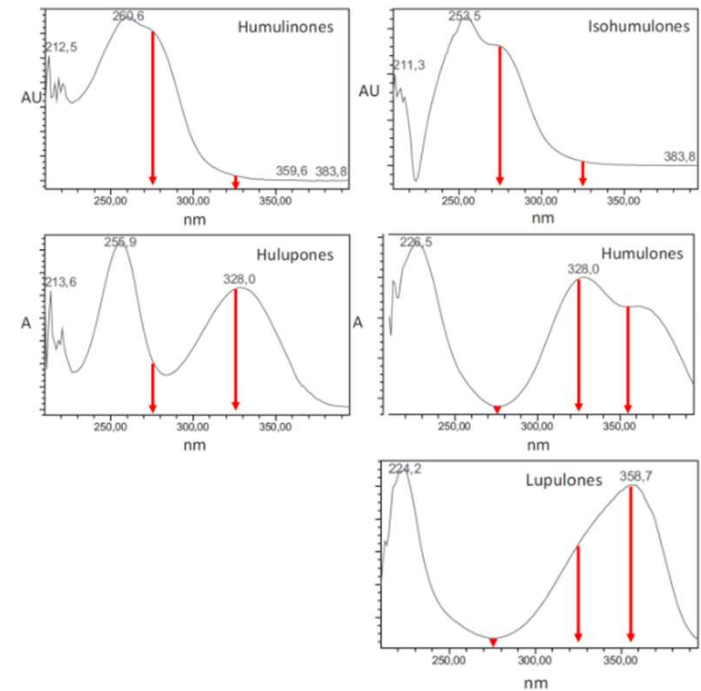 Humulinones
260,6
212,5
AU
359,6 383,8
250,00 300,00 350,00
nm
Isohumulones
253,5
211,3
AU
383,8
250,00 300,00 350,00
nm
Hulupones
255,9
213,6
328,0
A
250,00 300,00 350,00
nm
Humulones
226,5
328,0
A
250,00 300,00 350,00
nm
Lupulones
224,2
358,7
250,00 300,00 350,00
nm